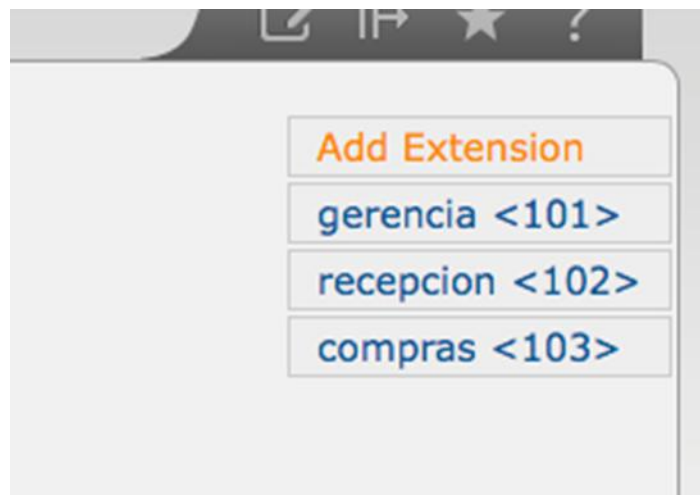 Add Extension
gerencia <101>
recepcion <102>
compras <103>